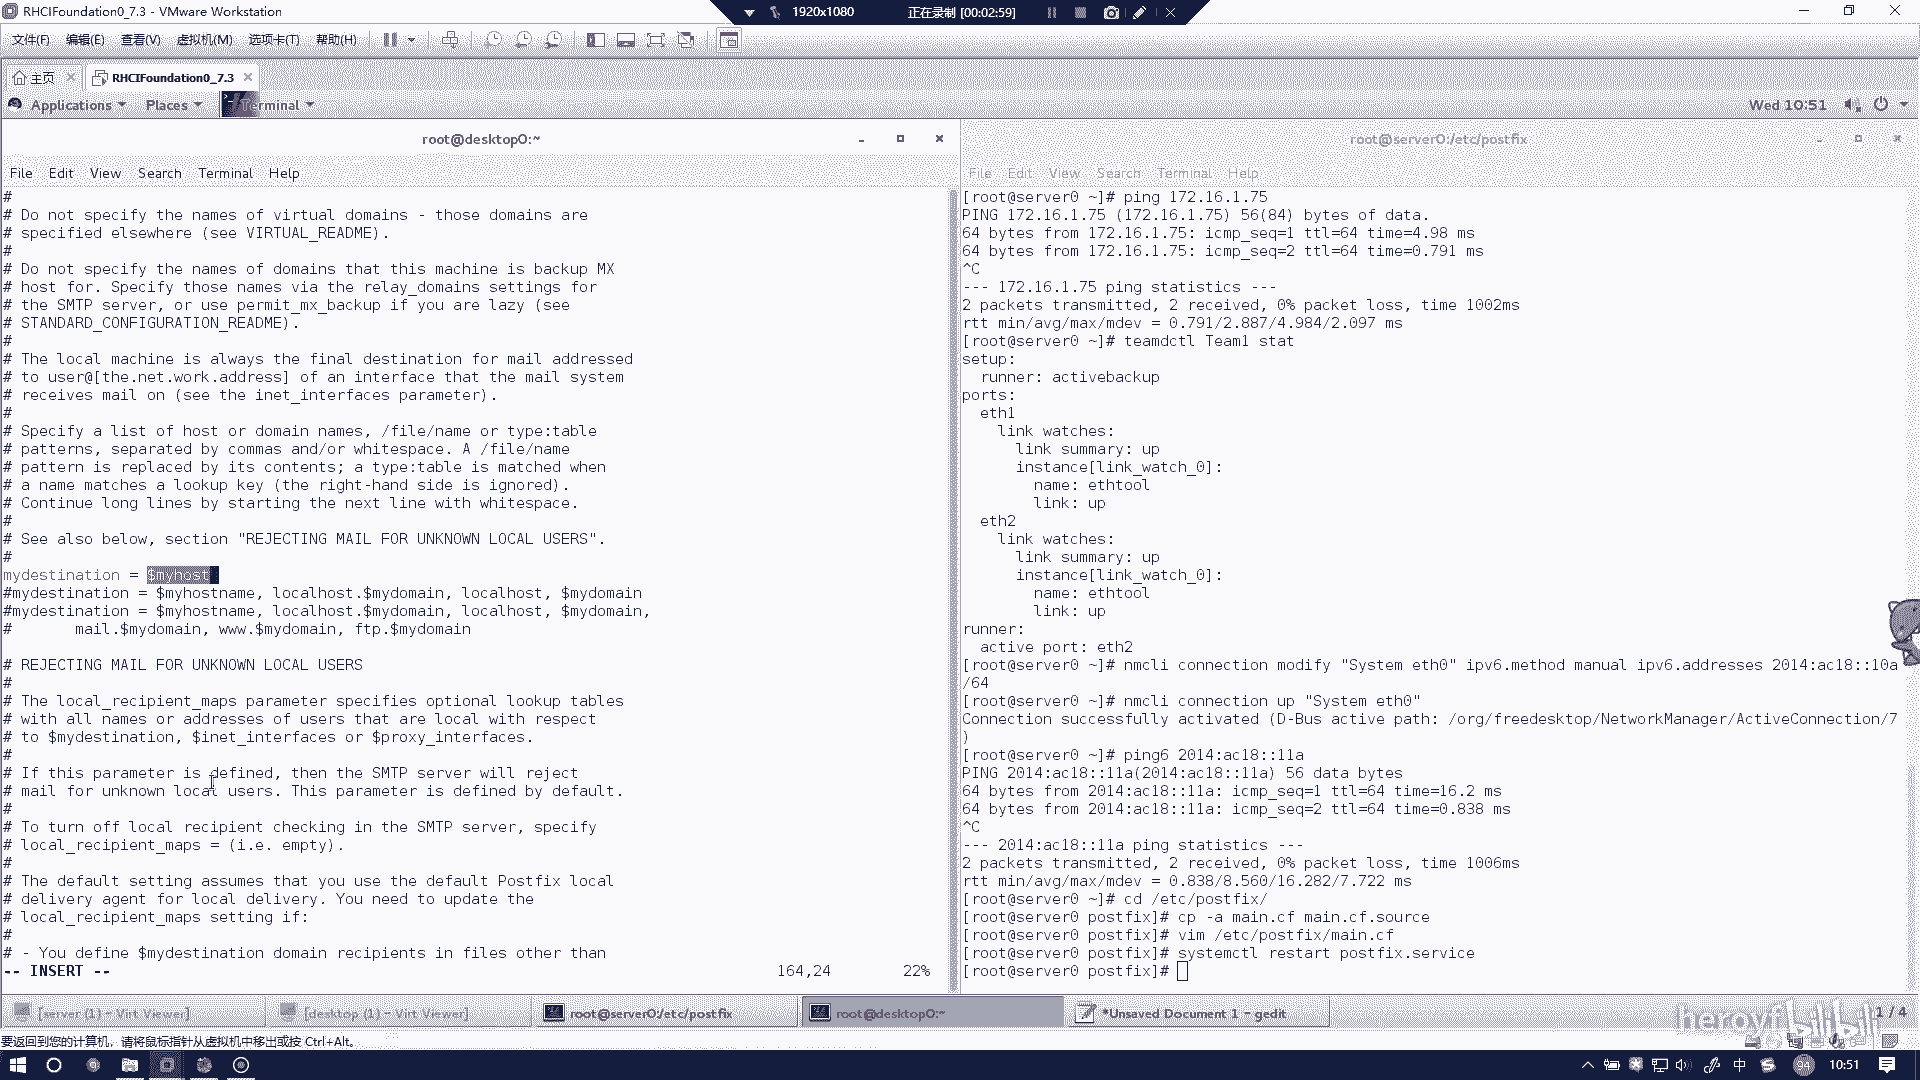 RHCIFoundation0_7.3 - VMware Workstation
1920x1080
正在录制 [00:02:59]
文件(F) 编辑(E) 查看(V) 虚拟机(M) 选项卡(T) 帮助(H)
主页
RHCIFoundation0_7.3
Applications Places Terminal
Wed 10:51
root@desktop0:~
File Edit View Search Terminal Help
#
# Do not specify the names of virtual domains - those domains are
# specified elsewhere (see VIRTUAL_README).
#
# Do not specify the names of domains that this machine is backup MX
# host for. Specify those names via the relay_domains settings for
# the SMTP server, or use permit_mx_backup if you are lazy (see
# STANDARD_CONFIGURATION_README).
#
# The local machine is always the final destination for mail addressed
# to user@[the.net.work.address] of an interface that the mail system
# receives mail on (see the inet_interfaces parameter).
#
# Specify a list of host or domain names, /file/name or type:table
# patterns, separated by commas and/or whitespace. A /file/name
# pattern is replaced by its contents; a type:table is matched when
# a name matches a lookup key (the right-hand side is ignored).
# Continue long lines by starting the next line with whitespace.
#
# See also below, section "REJECTING MAIL FOR UNKNOWN LOCAL USERS".
#
mydestination = $myhost
#mydestination = $myhostname, localhost.$mydomain, localhost, $mydomain
#mydestination = $myhostname, localhost.$mydomain, localhost, $mydomain,
#       mail.$mydomain, www.$mydomain, ftp.$mydomain
# REJECTING MAIL FOR UNKNOWN LOCAL USERS
#
# The local_recipient_maps parameter specifies optional lookup tables
# with all names or addresses of users that are local with respect
# to $mydestination, $inet_interfaces or $proxy_interfaces.
#
# If this parameter is defined, then the SMTP server will reject
# mail for unknown local users. This parameter is defined by default.
#
# To turn off local recipient checking in the SMTP server, specify
# local_recipient_maps = (i.e. empty).
#
# The default setting assumes that you use the default Postfix local
# delivery agent for local delivery. You need to update the
# local_recipient_maps setting if:
#
# - You define $mydestination domain recipients in files other than
-- INSERT -- 164,24 22%
root@server0:/etc/postfix
File Edit View Search Terminal Help
[root@server0 ~]# ping 172.16.1.75
PING 172.16.1.75 (172.16.1.75) 56(84) bytes of data.
64 bytes from 172.16.1.75: icmp_seq=1 ttl=64 time=4.98 ms
64 bytes from 172.16.1.75: icmp_seq=2 ttl=64 time=0.791 ms
^C
--- 172.16.1.75 ping statistics ---
2 packets transmitted, 2 received, 0% packet loss, time 1002ms
rtt min/avg/max/mdev = 0.791/2.887/4.984/2.097 ms
[root@server0 ~]# teamdctl Team1 stat
setup:
  runner: activebackup
ports:
  eth1
    link watches:
      link summary: up
      instance[link_watch_0]:
        name: ethtool
        link: up
  eth2
    link watches:
      link summary: up
      instance[link_watch_0]:
        name: ethtool
        link: up
runner:
  active port: eth2
[root@server0 ~]# nmcli connection modify "System eth0" ipv6.method manual ipv6.addresses 2014:ac18::10a
/64
[root@server0 ~]# nmcli connection up "System eth0"
Connection successfully activated (D-Bus active path: /org/freedesktop/NetworkManager/ActiveConnection/7
)
[root@server0 ~]# ping6 2014:ac18::11a
PING 2014:ac18::11a(2014:ac18::11a) 56 data bytes
64 bytes from 2014:ac18::11a: icmp_seq=1 ttl=64 time=16.2 ms
64 bytes from 2014:ac18::11a: icmp_seq=2 ttl=64 time=0.838 ms
^C
--- 2014:ac18::11a ping statistics ---
2 packets transmitted, 2 received, 0% packet loss, time 1006ms
rtt min/avg/max/mdev = 0.838/8.560/16.282/7.722 ms
[root@server0 ~]# cd /etc/postfix/
[root@server0 postfix]# cp -a main.cf main.cf.source
[root@server0 postfix]# vim /etc/postfix/main.cf
[root@server0 postfix]# systemctl restart postfix.service
[root@server0 postfix]#
[server (1) - Virt Viewer]
[desktop (1) - Virt Viewer]
root@server0:/etc/postfix
root@desktop0:~
*Unsaved Document 1 - gedit
1 / 4
heroyf bilibili
要返回到您的计算机，请将鼠标指针从虚拟机中移出或按 Ctrl+Alt。
中
94
10:51